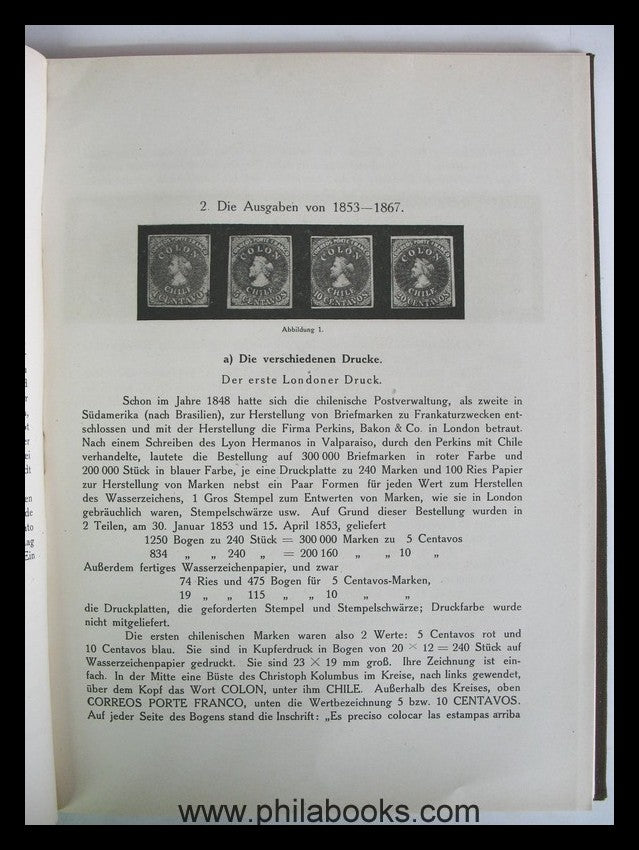 2. Die Ausgaben von 1853—1867.
COLON CHILE
COLON CHILE
COLON CHILE
COLON CHILE
Abbildung 1.
a) Die verschiedenen Drucke.
Der erste Londoner Druck.
Schon im Jahre 1848 hatte sich die chilenische Postverwaltung, als zweite in
Südamerika (nach Brasilien), zur Herstellung von Briefmarken zu Frankaturzwecken ent-
schlossen und mit der Herstellung die Firma Perkins, Bakon & Co. in London betraut.
Nach einem Schreiben des Lyon Hermanos in Valparaiso, durch den Perkins mit Chile
verhandelte, lautete die Bestellung auf 300 000 Briefmarken in roter Farbe und
200 000 Stück in blauer Farbe, je eine Druckplatte zu 240 Marken und 100 Ries Papier
zur Herstellung von Marken nebst ein Paar Formen für jeden Wert zum Herstellen
des Wasserzeichens, 1 Gros Stempel zum Entwerten von Marken, wie sie in London
gebräuchlich waren, Stempelschwärze usw. Auf Grund dieser Bestellung wurden in
2 Teilen, am 30. Januar 1853 und 15. April 1853, geliefert
1250 Bogen zu 240 Stück = 300 000 Marken zu 5 Centavos
834 „ „ 240 „ = 200 160 „ „ 10 „
Außerdem fertiges Wasserzeichenpapier, und zwar
74 Ries und 475 Bogen für 5 Centavos-Marken,
19 „ „ 115 „ „ 10 „ „
die Druckplatten, die geforderten Stempel und Stempelschwärze; Druckfarbe wurde
nicht mitgeliefert.
Die ersten chilenischen Marken waren also 2 Werte: 5 Centavos rot und
10 Centavos blau. Sie sind in Kupferdruck in Bogen von 20 × 12 = 240 Stück auf
Wasserzeichenpapier gedruckt. Sie sind 23 × 19 mm groß. Ihre Zeichnung ist ein-
fach. In der Mitte eine Büste des Christoph Kolumbus im Kreise, nach links gewendet,
über dem Kopf das Wort COLON, unter ihm CHILE. Außerhalb des Kreises, oben
CORREOS PORTE FRANCO, unten die Wertbezeichnung 5 bzw. 10 CENTAVOS.
Auf jeder Seite des Bogens stand die Inschrift: „Es preciso colocar las estampas arriba
www.philabooks.com